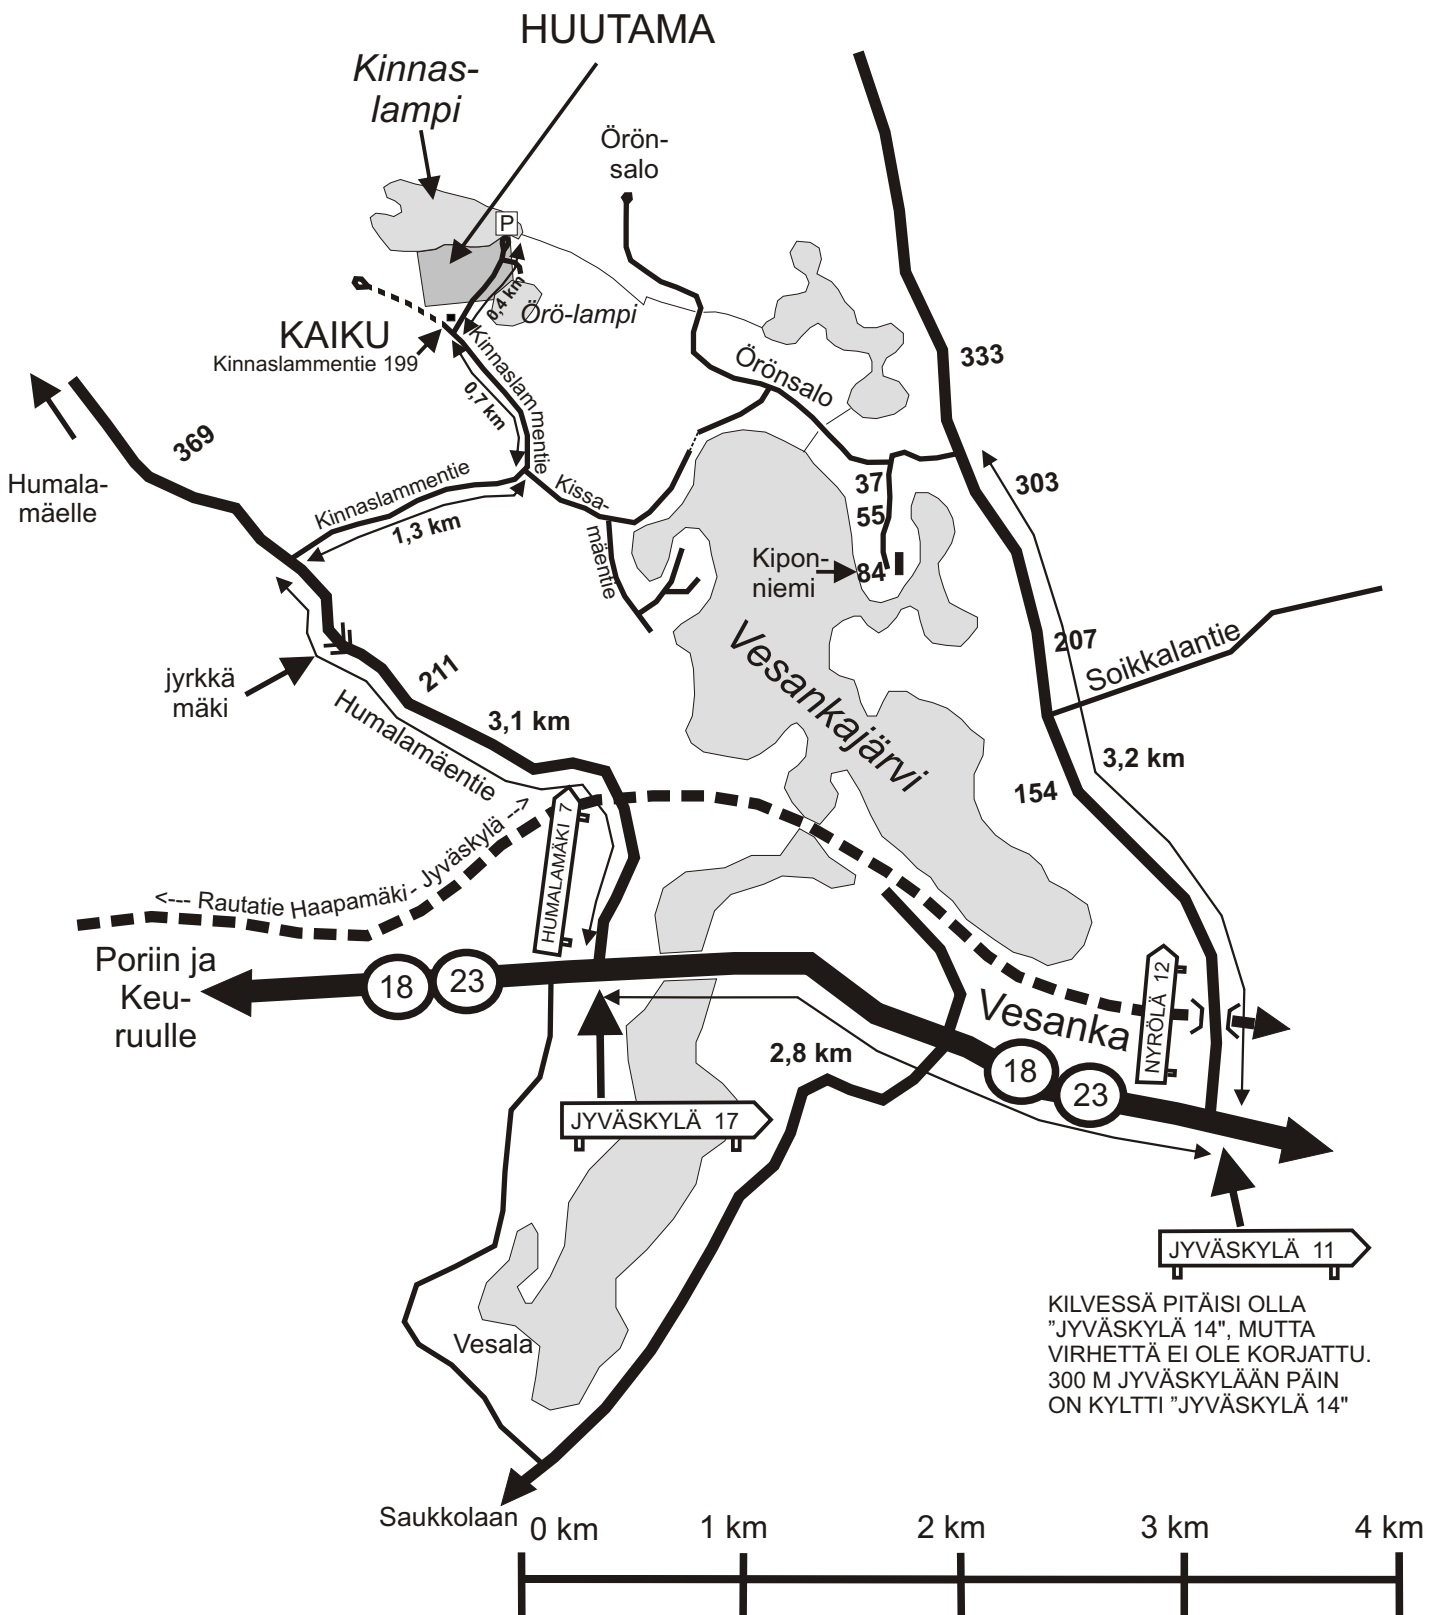 HUUTAMA
Kinnas-
lampi
Örön-
salo
P
0,4 km
Örö-lampi
KAIKU
Kinnaslammentie 199
Kinnaslammentie
0,7 km
Örönsalo
333
369
Humala-
mäelle
Kinnaslammentie
1,3 km
Kissa-
mäentie
37
55
84
303
Kipon-
niemi
207
Soikkalantie
Vesankajärvi
jyrkkä
mäki
211
Humalamäentie
3,1 km
3,2 km
154
HUMALAMÄKI 7
<--- Rautatie Haapamäki - Jyväskylä --->
Poriin ja
Keu-
ruulle
18
23
Vesanka
NYRÖLÄ 12
2,8 km
18
23
JYVÄSKYLÄ 17
JYVÄSKYLÄ 11
KILVESSÄ PITÄISI OLLA
"JYVÄSKYLÄ 14", MUTTA
VIRHETTÄ EI OLE KORJATTU.
300 M JYVÄSKYLÄÄN PÄIN
ON KYLTTI "JYVÄSKYLÄ 14"
Vesala
Saukkolaan
0 km
1 km
2 km
3 km
4 km